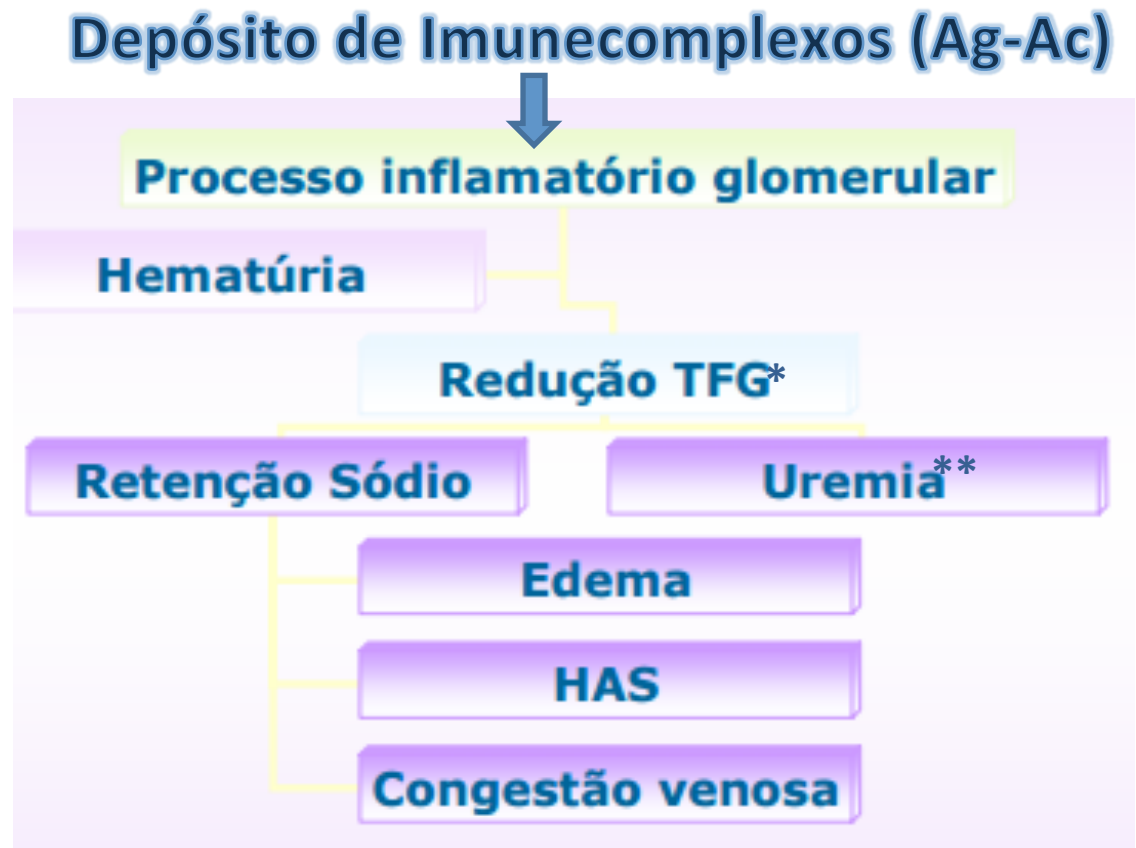 Depósito de Imunecomplexos (Ag-Ac)
Processo inflamatório glomerular
Hematúria
Redução TFG*
Retenção Sódio
Uremia**
Edema
HAS
Congestão venosa